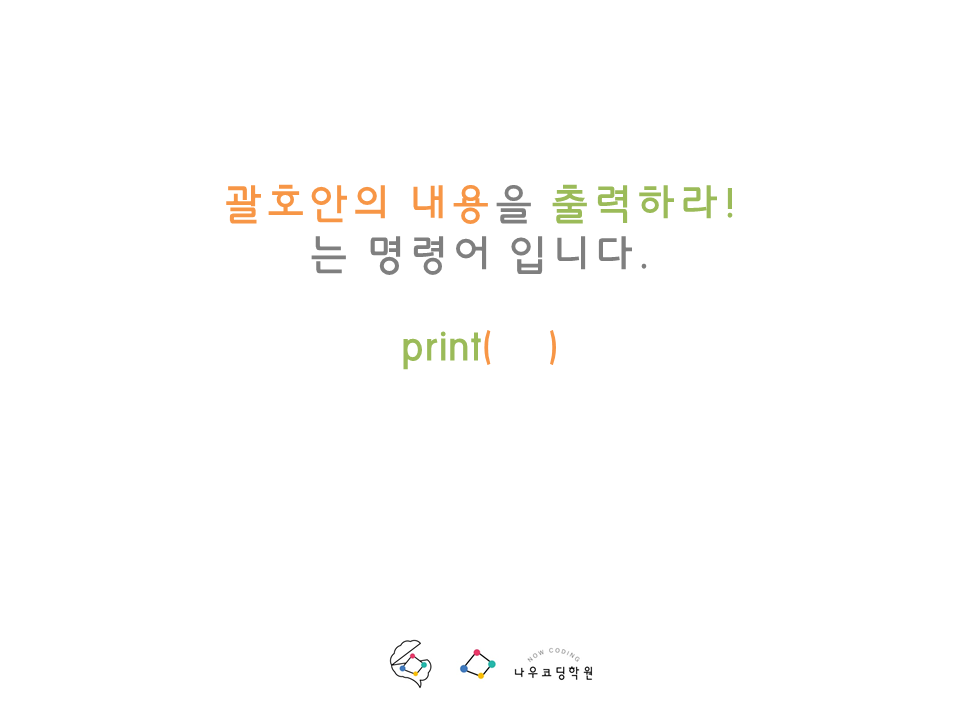 괄호안의 내용을 출력하라!
는 명령어 입니다.
print( )
NOW CODING
나우코딩학원